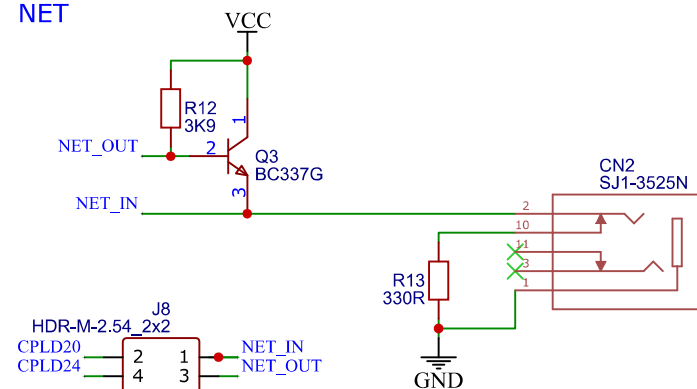 NET
VCC
R12
3K9
1
NET_OUT
2
Q3
BC337G
3
NET_IN
CN2
SJ1-3525N
2
10
11
3
1
R13
330R
GND
J8
HDR-M-2.54_2x2
CPLD20 2 1 NET_IN
CPLD24 4 3 NET_OUT